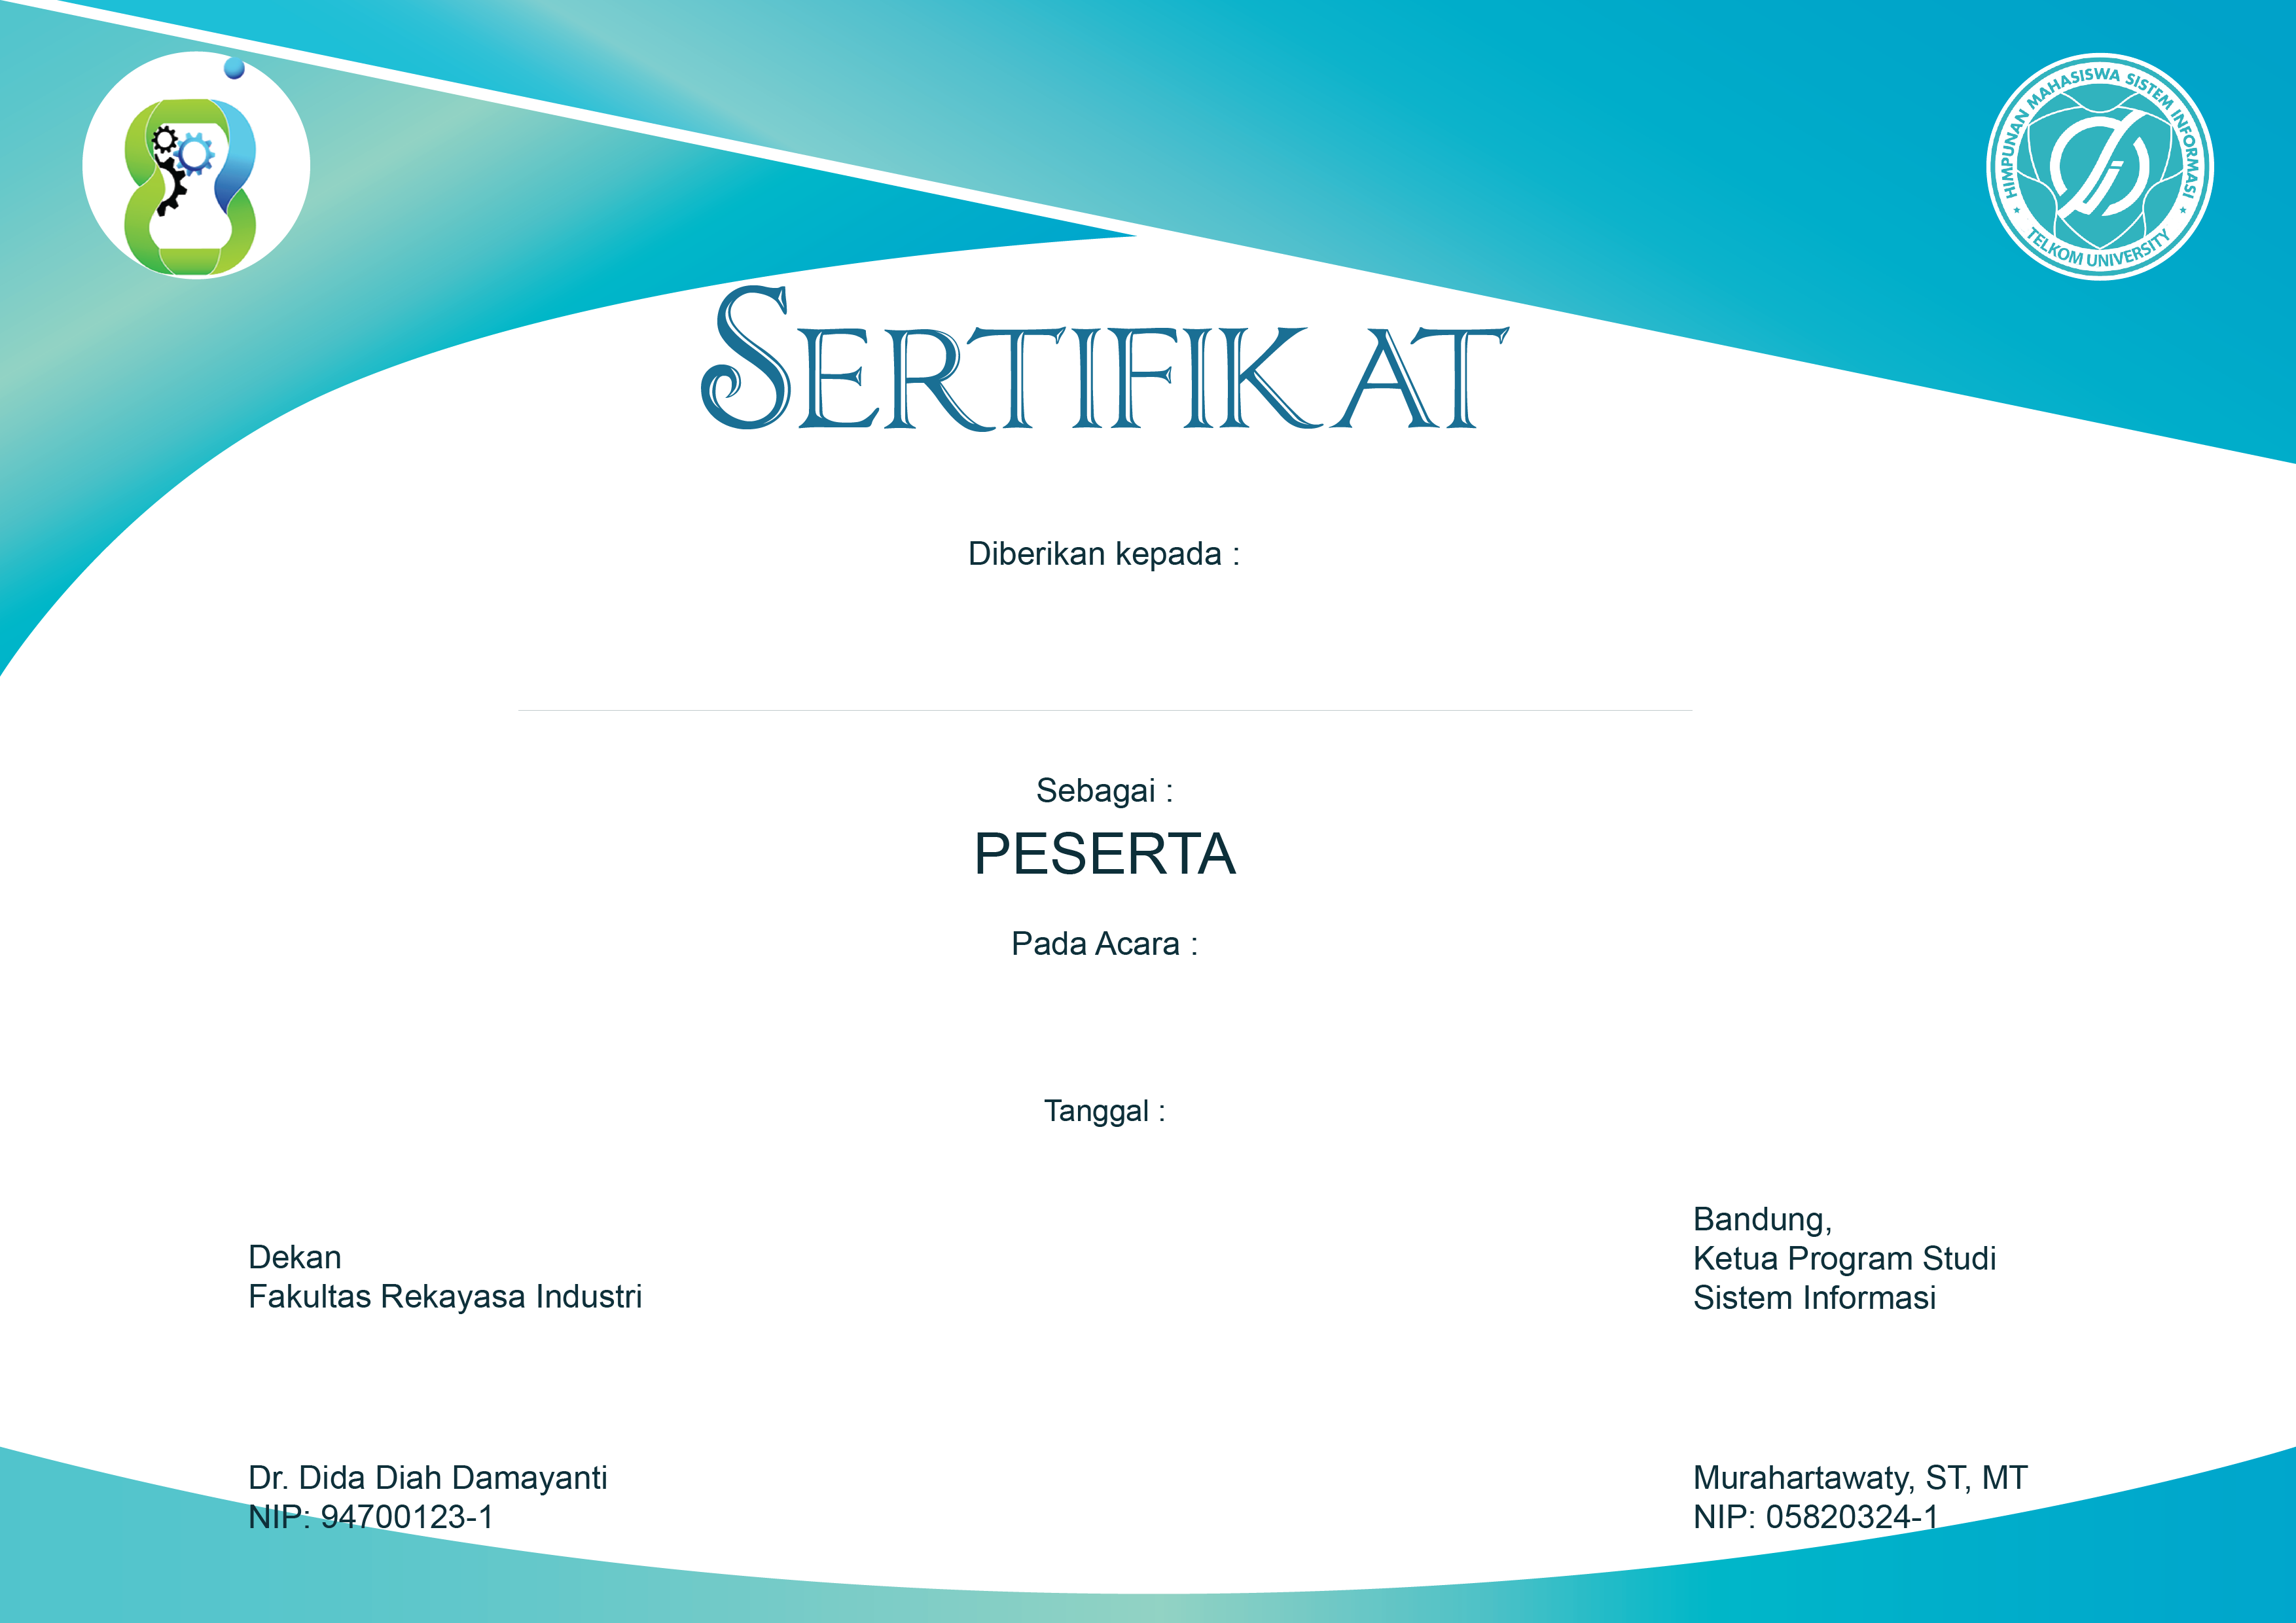 HIMPUNAN MAHASISWA SISTEM INFORMASI
TELKOM UNIVERSITY
SERTIFIKAT
Diberikan kepada :
Sebagai :
PESERTA
Pada Acara :
Tanggal :
Dekan
Fakultas Rekayasa Industri
Dr. Dida Diah Damayanti
NIP: 94700123-1
Bandung,
Ketua Program Studi
Sistem Informasi
Murahartawaty, ST, MT
NIP: 05820324-1